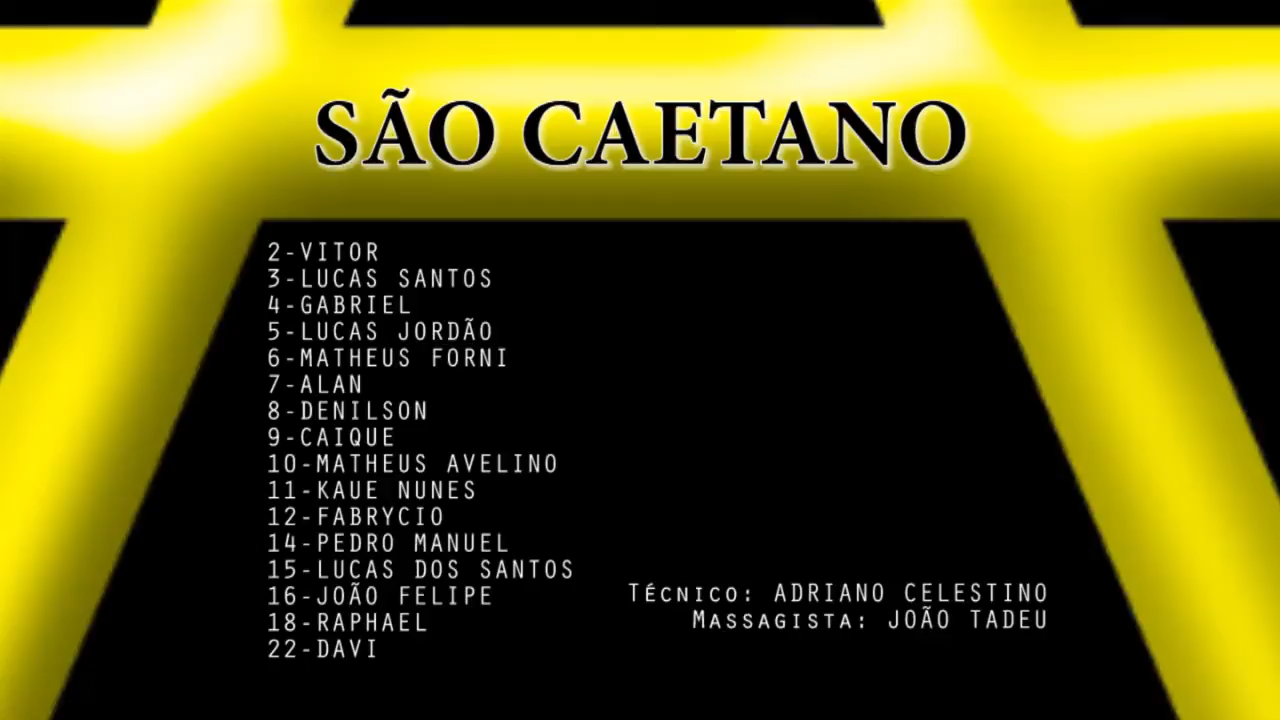 SÃO CAETANO
2-VITOR
3-LUCAS SANTOS
4-GABRIEL
5-LUCAS JORDÃO
6-MATHEUS FORNI
7-ALAN
8-DENILSON
9-CAIQUE
10-MATHEUS AVELINO
11-KAUE NUNES
12-FABRYCIO
14-PEDRO MANUEL
15-LUCAS DOS SANTOS
16-JOÃO FELIPE
18-RAPHAEL
22-DAVI
TÉCNICO: ADRIANO CELESTINO
MASSAGISTA: JOÃO TADEU